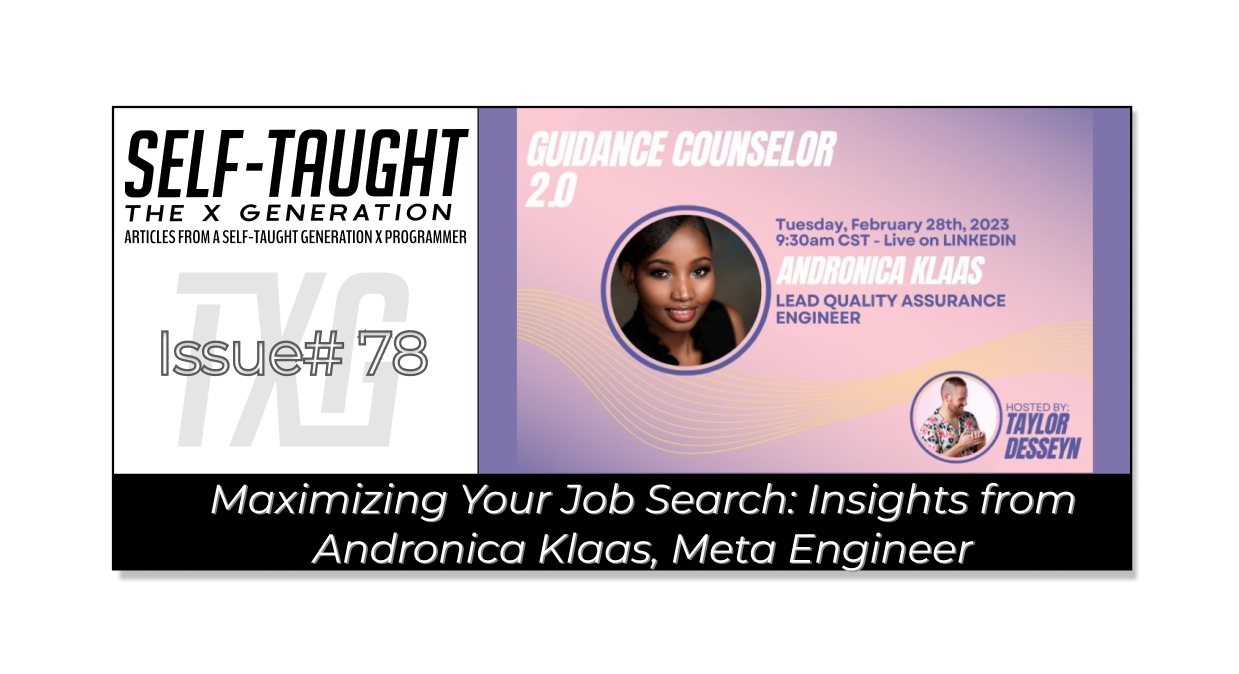 SELF-TAUGHT
THE X GENERATION
ARTICLES FROM A SELF-TAUGHT GENERATION X PROGRAMMER
TXG
Issue# 78
GUIDANCE COUNSELOR
2.0
Tuesday, February 28th, 2023
9:30am CST - Live on LINKEDIN
ANDRONICA KLAAS
LEAD QUALITY ASSURANCE
ENGINEER
HOSTED BY:
TAYLOR
DESSEYN
Maximizing Your Job Search: Insights from
Andronica Klaas, Meta Engineer